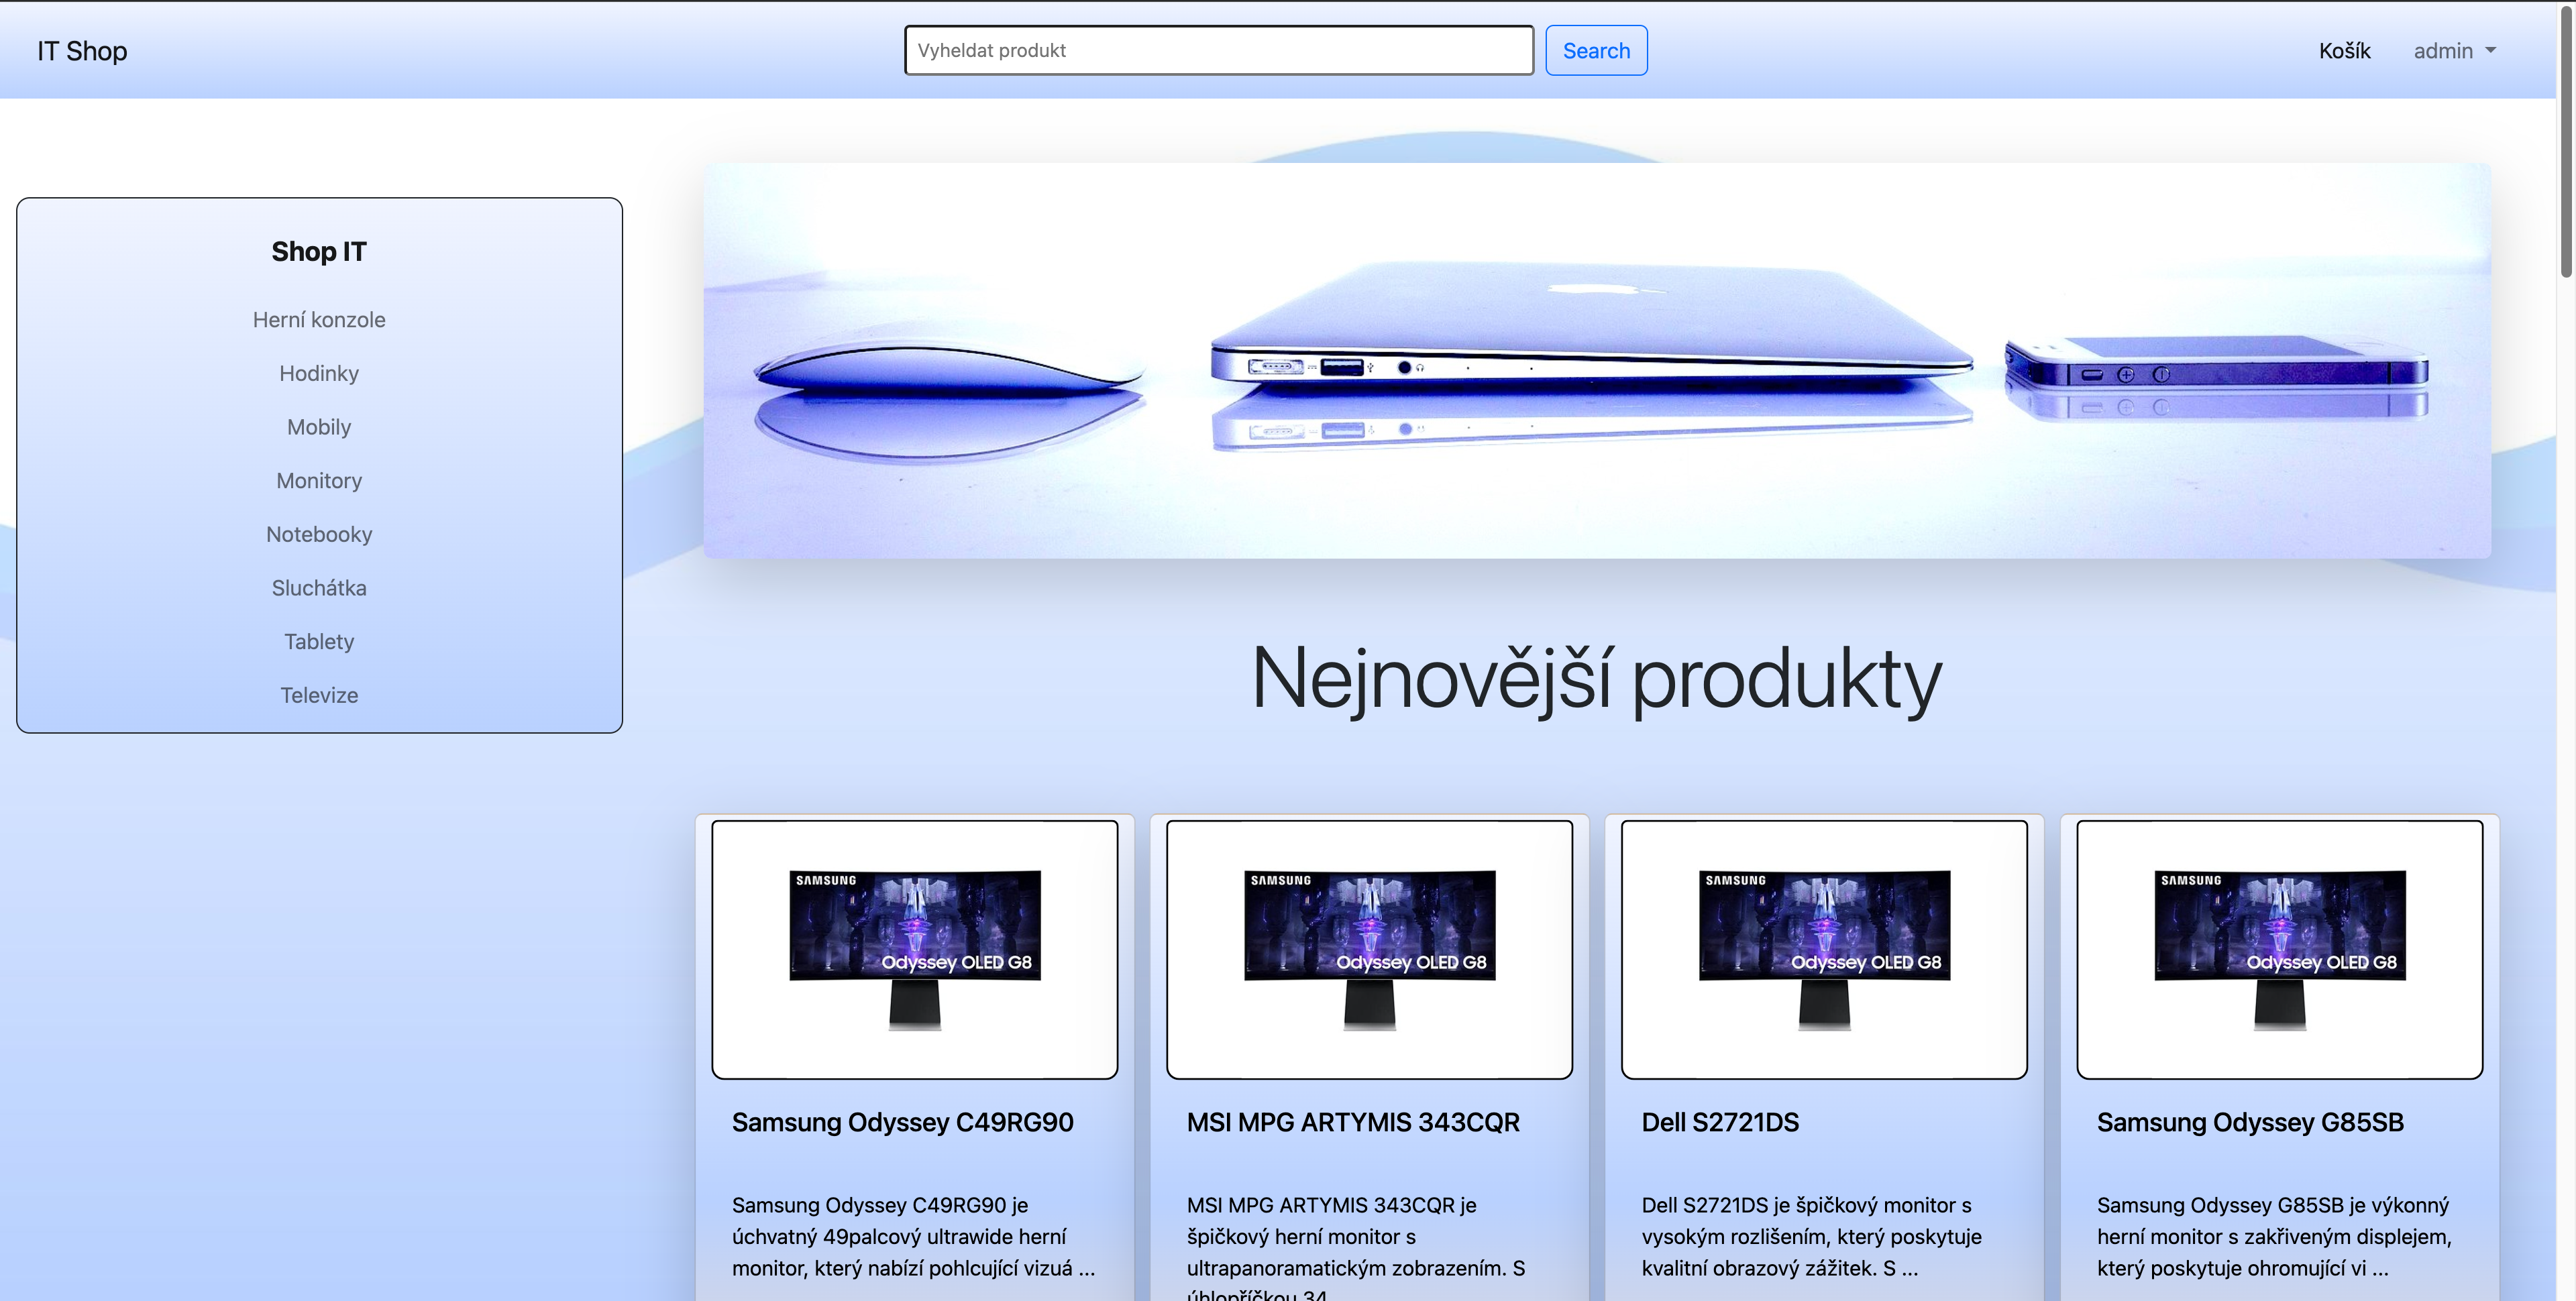 IT Shop
Vyheldat produkt
Search
Košík
admin
Shop IT
Herní konzole
Hodinky
Mobily
Monitory
Notebooky
Sluchátka
Tablety
Televize
Nejnovější produkty
SAMSUNG
Odyssey OLED G8
Samsung Odyssey C49RG90
Samsung Odyssey C49RG90 je
úchvatný 49palcový ultrawide herní
monitor, který nabízí pohlcující vizuá ...
SAMSUNG
Odyssey OLED G8
MSI MPG ARTYMIS 343CQR
MSI MPG ARTYMIS 343CQR je
špičkový herní monitor s
ultrapanoramatickým zobrazením. S
úhlopříčkou 34
SAMSUNG
Odyssey OLED G8
Dell S2721DS
Dell S2721DS je špičkový monitor s
vysokým rozlišením, který poskytuje
kvalitní obrazový zážitek. S ...
SAMSUNG
Odyssey OLED G8
Samsung Odyssey G85SB
Samsung Odyssey G85SB je výkonný
herní monitor s zakřiveným displejem,
který poskytuje ohromující vi ...